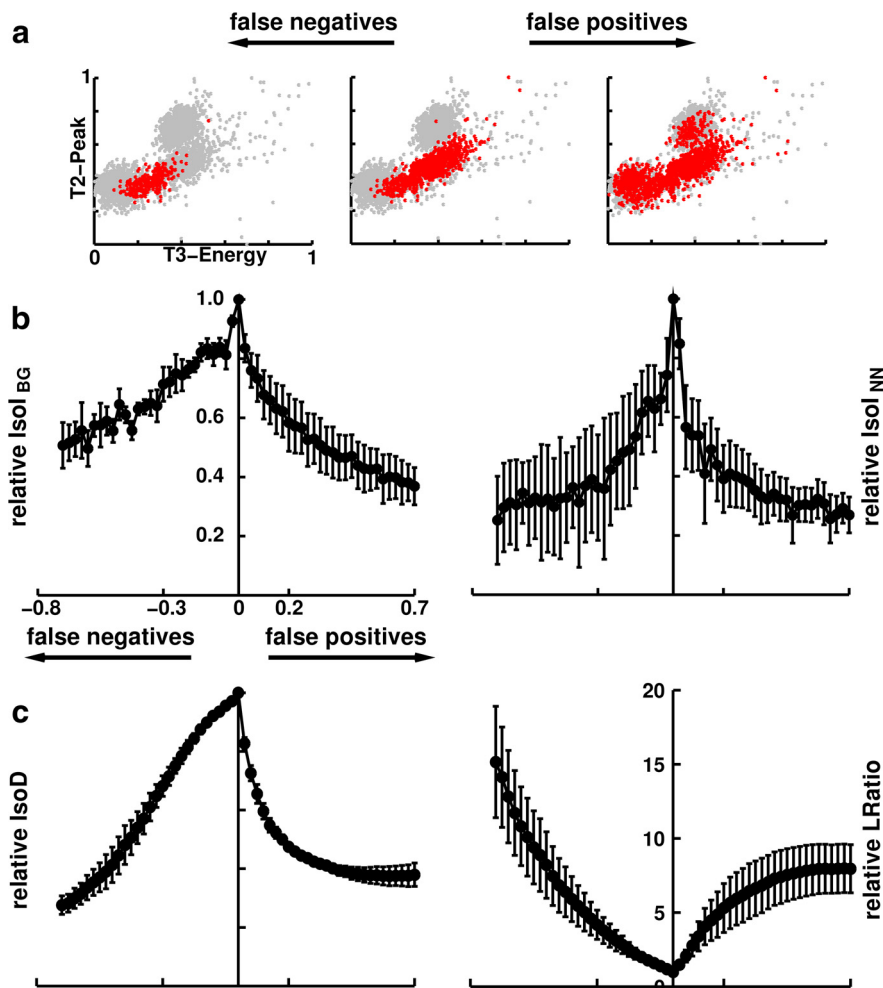 a
false negatives false positives
1
T2-Peak
0 T3-Energy 1
b
relative Isol BG
1.0
0.6
0.4
0.2
-0.8 -0.3 0 0.2 0.7
relative Isol NN
false negatives false positives
c
relative IsoD
20
15
10
5
0
relative LRatio